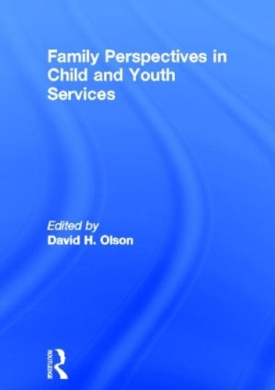 Family Perspectives in
Child and Youth
Services
Edited by
David H. Olson
ROUTLEDGE